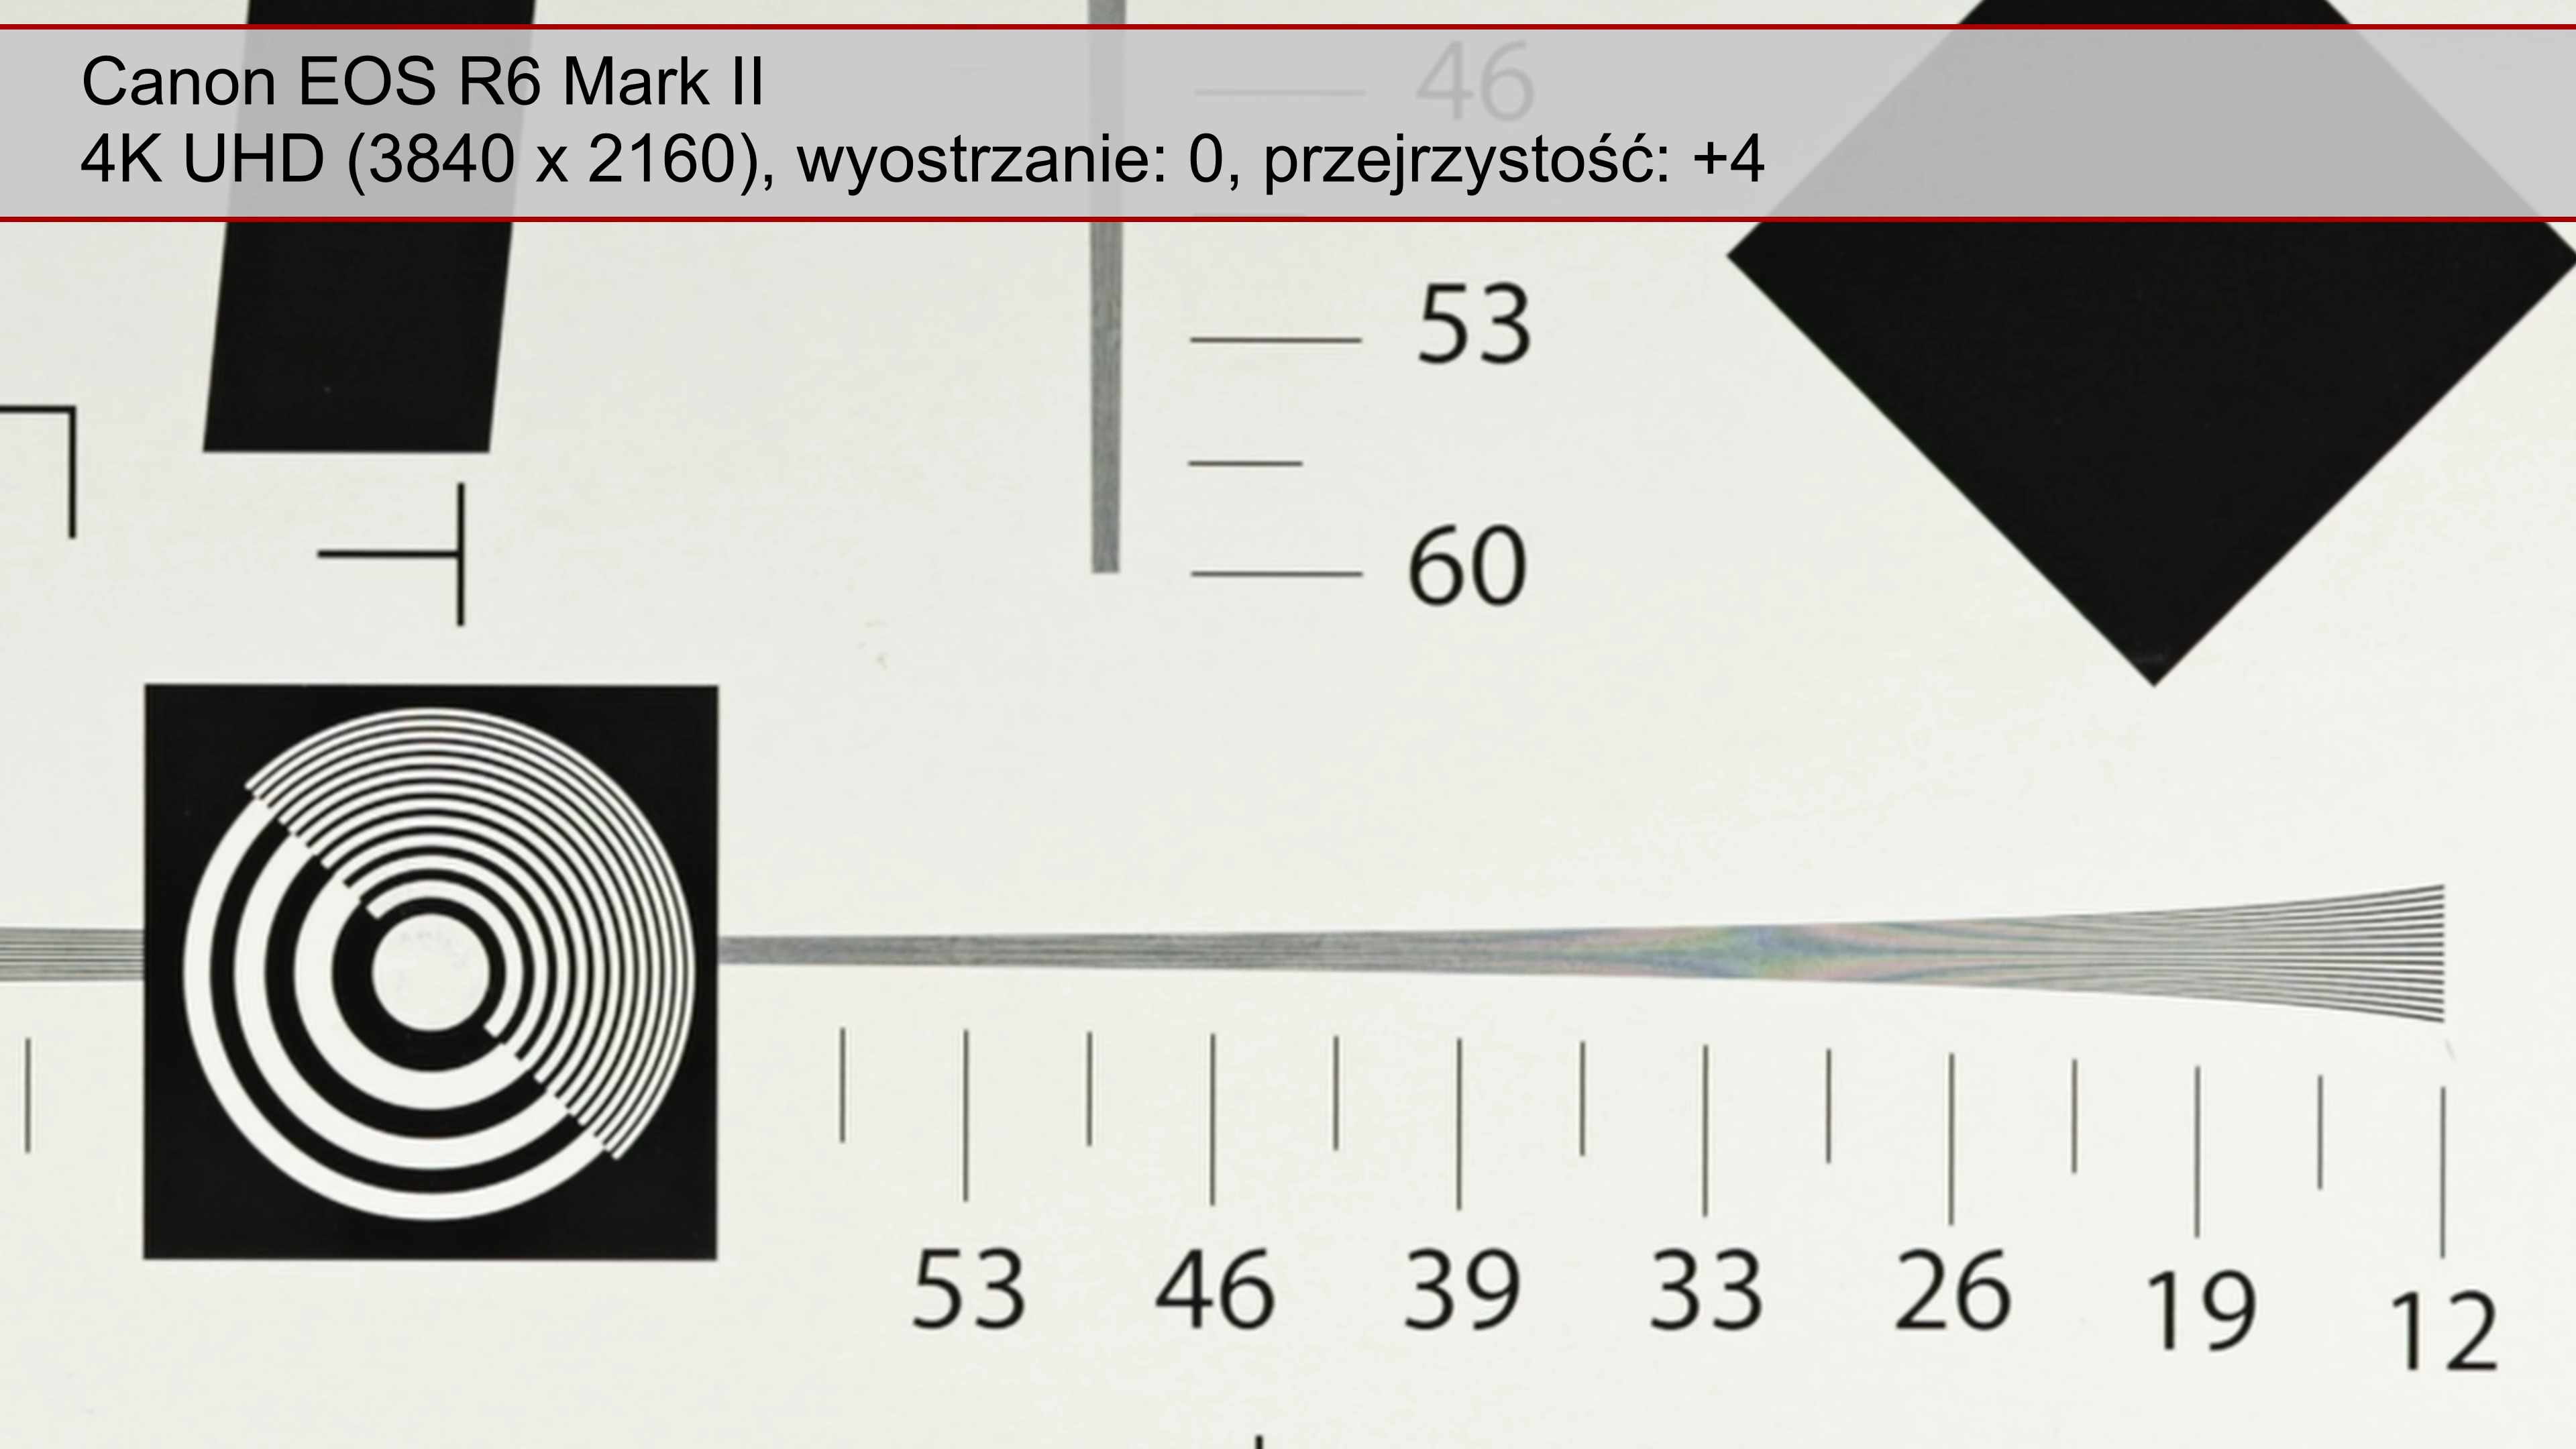 Canon EOS R6 Mark II
4K UHD (3840 x 2160), wyostrzanie: 0, przejrzystość: +4
46
53
60
53 46 39 33 26 19 12